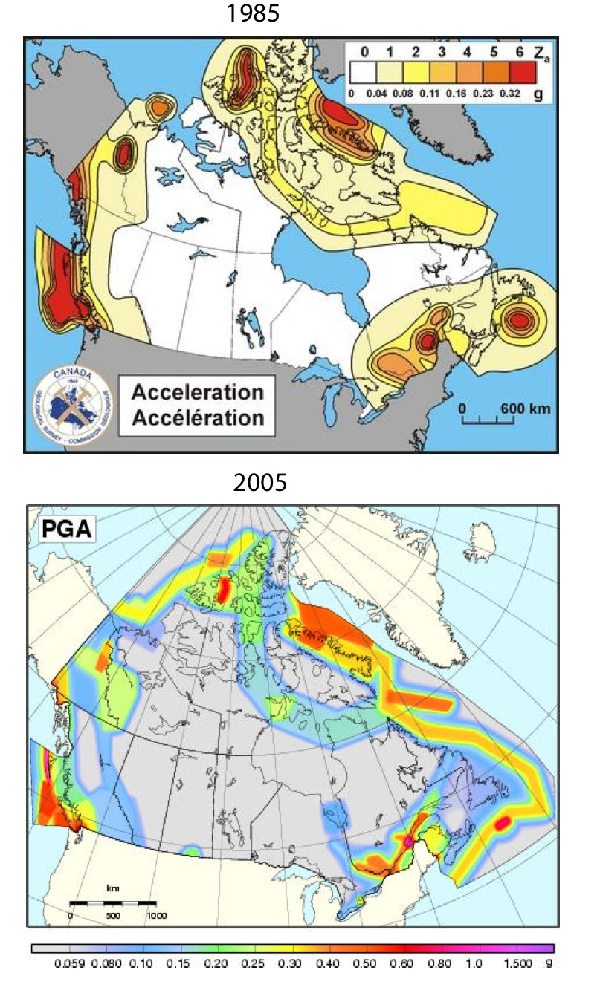 1985
0 1 2 3 4 5 6 Za
0 0.04 0.08 0.11 0.16 0.23 0.32 g
CANADA
1842
GEOLOGICAL SURVEY - COMMISSION GÉOLOGIQUE
Acceleration
Accélération
0 600 km
2005
PGA
km
0 500 1000
0.059 0.080 0.10 0.15 0.20 0.25 0.30 0.40 0.50 0.60 0.80 1.0 1.500 g